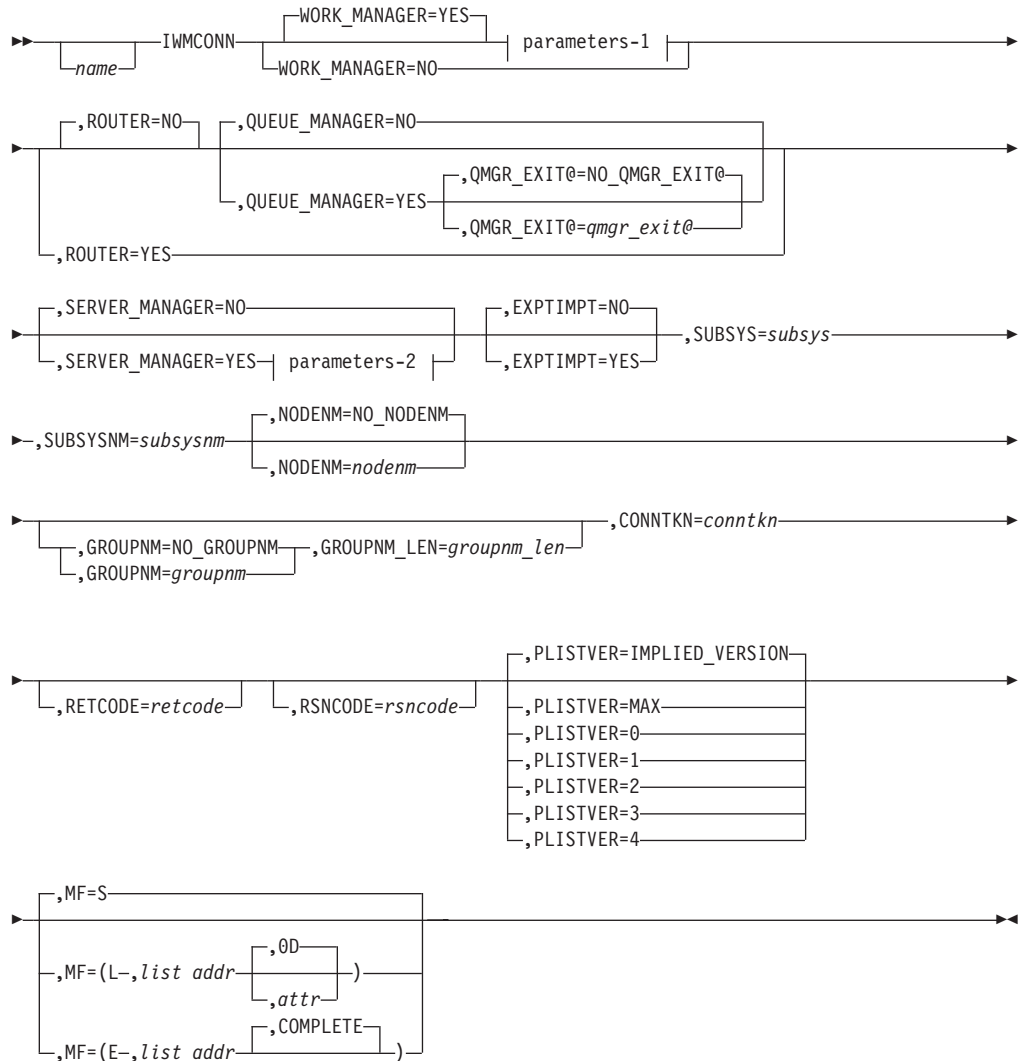 WORK_MANAGER=YES
IWMCONN parameters-1
name WORK_MANAGER=NO
,ROUTER=NO ,QUEUE_MANAGER=NO
,QMGR_EXIT@=NO_QMGR_EXIT@
,QUEUE_MANAGER=YES
,QMGR_EXIT@=qmgr_exit@
,ROUTER=YES
,SERVER_MANAGER=NO ,EXPTIMPT=NO
,SUBSYS=subsys
,SERVER_MANAGER=YES parameters-2 ,EXPTIMPT=YES
,NODENM=NO_NODENM
,SUBSYSNM=subsysnm
,NODENM=nodenm
,CONNTKN=conntkn
,GROUPNM=NO_GROUPNM ,GROUPNM_LEN=groupnm_len
,GROUPNM=groupnm
,PLISTVER=IMPLIED_VERSION
,RETCODE=retcode ,RSNCODE=rsncode ,PLISTVER=MAX
,PLISTVER=0
,PLISTVER=1
,PLISTVER=2
,PLISTVER=3
,PLISTVER=4
,MF=S
,0D
,MF=(L ,list addr )
,attr
,COMPLETE
,MF=(E ,list addr )